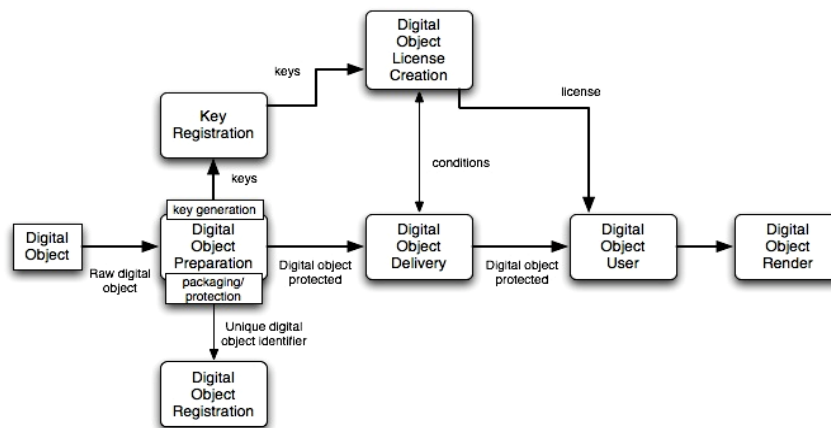 Digital
Object
License
Creation
keys
license
Key
Registration
conditions
keys
key generation
Digital
Object
Digital
Object
Preparation
Digital
Object
Delivery
Digital
Object
User
Digital
Object
Render
Raw digital
object
packaging/
protection
Digital object
protected
Digital object
protected
Unique digital
object identifier
Digital
Object
Registration